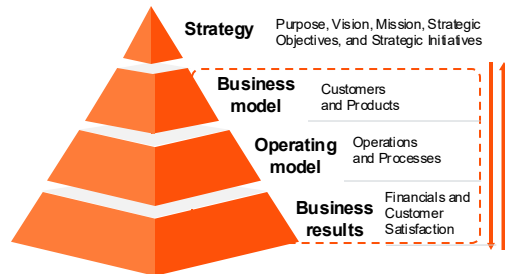 Strategy
Purpose, Vision, Mission, Strategic
Objectives, and Strategic Initiatives
Business
model
Customers
and Products
Operating
model
Operations
and Processes
Business
results
Financials and
Customer
Satisfaction